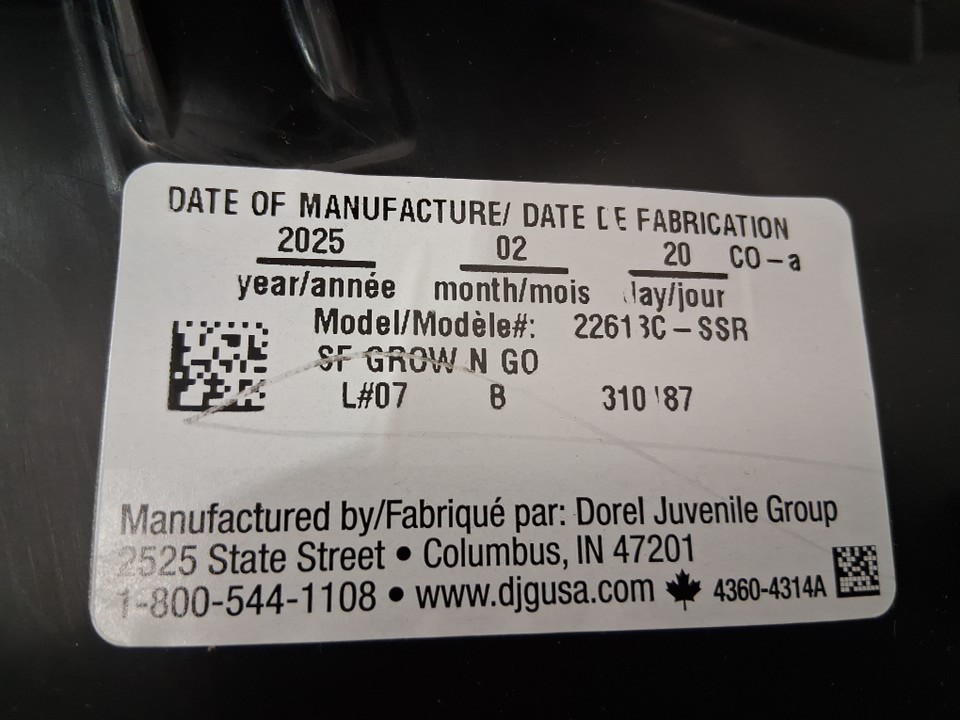 DATE OF MANUFACTURE/ DATE DE FABRICATION
2025 02 20 CO-a
year/année month/mois day/jour
Model/Modèle#: -SSR
SF GROW N GO
L#07 B
Manufactured by/Fabriqué par: Dorel Juvenile Group
2525 State Street • Columbus, IN 47201
1-800-544-1108 • www.djgusa.com 4360-4314A